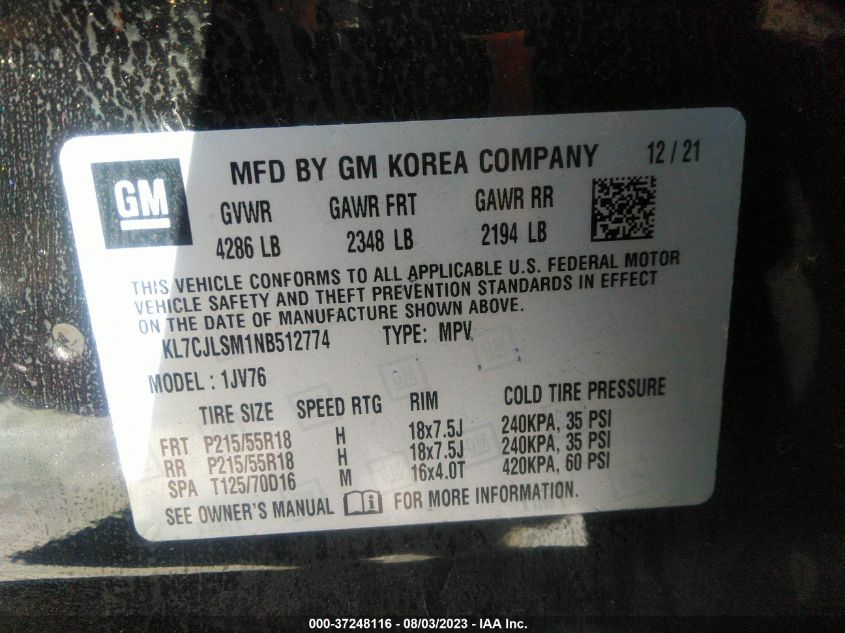 GM
MFD BY GM KOREA COMPANY 12 / 21
GVWR GAWR FRT GAWR RR
4286 LB 2348 LB 2194 LB
THIS VEHICLE CONFORMS TO ALL APPLICABLE U.S. FEDERAL MOTOR
VEHICLE SAFETY AND THEFT PREVENTION STANDARDS IN EFFECT
ON THE DATE OF MANUFACTURE SHOWN ABOVE.
KL7CJLSM1NB512774 TYPE: MPV
MODEL : 1JV76
TIRE SIZE SPEED RTG RIM COLD TIRE PRESSURE
FRT P215/55R18 H 18x7.5J 240KPA, 35 PSI
RR P215/55R18 H 18x7.5J 240KPA, 35 PSI
SPA T125/70D16 M 16x4.0T 420KPA, 60 PSI
SEE OWNER'S MANUAL FOR MORE INFORMATION.
000-37248116 - 08/03/2023 - IAA Inc.